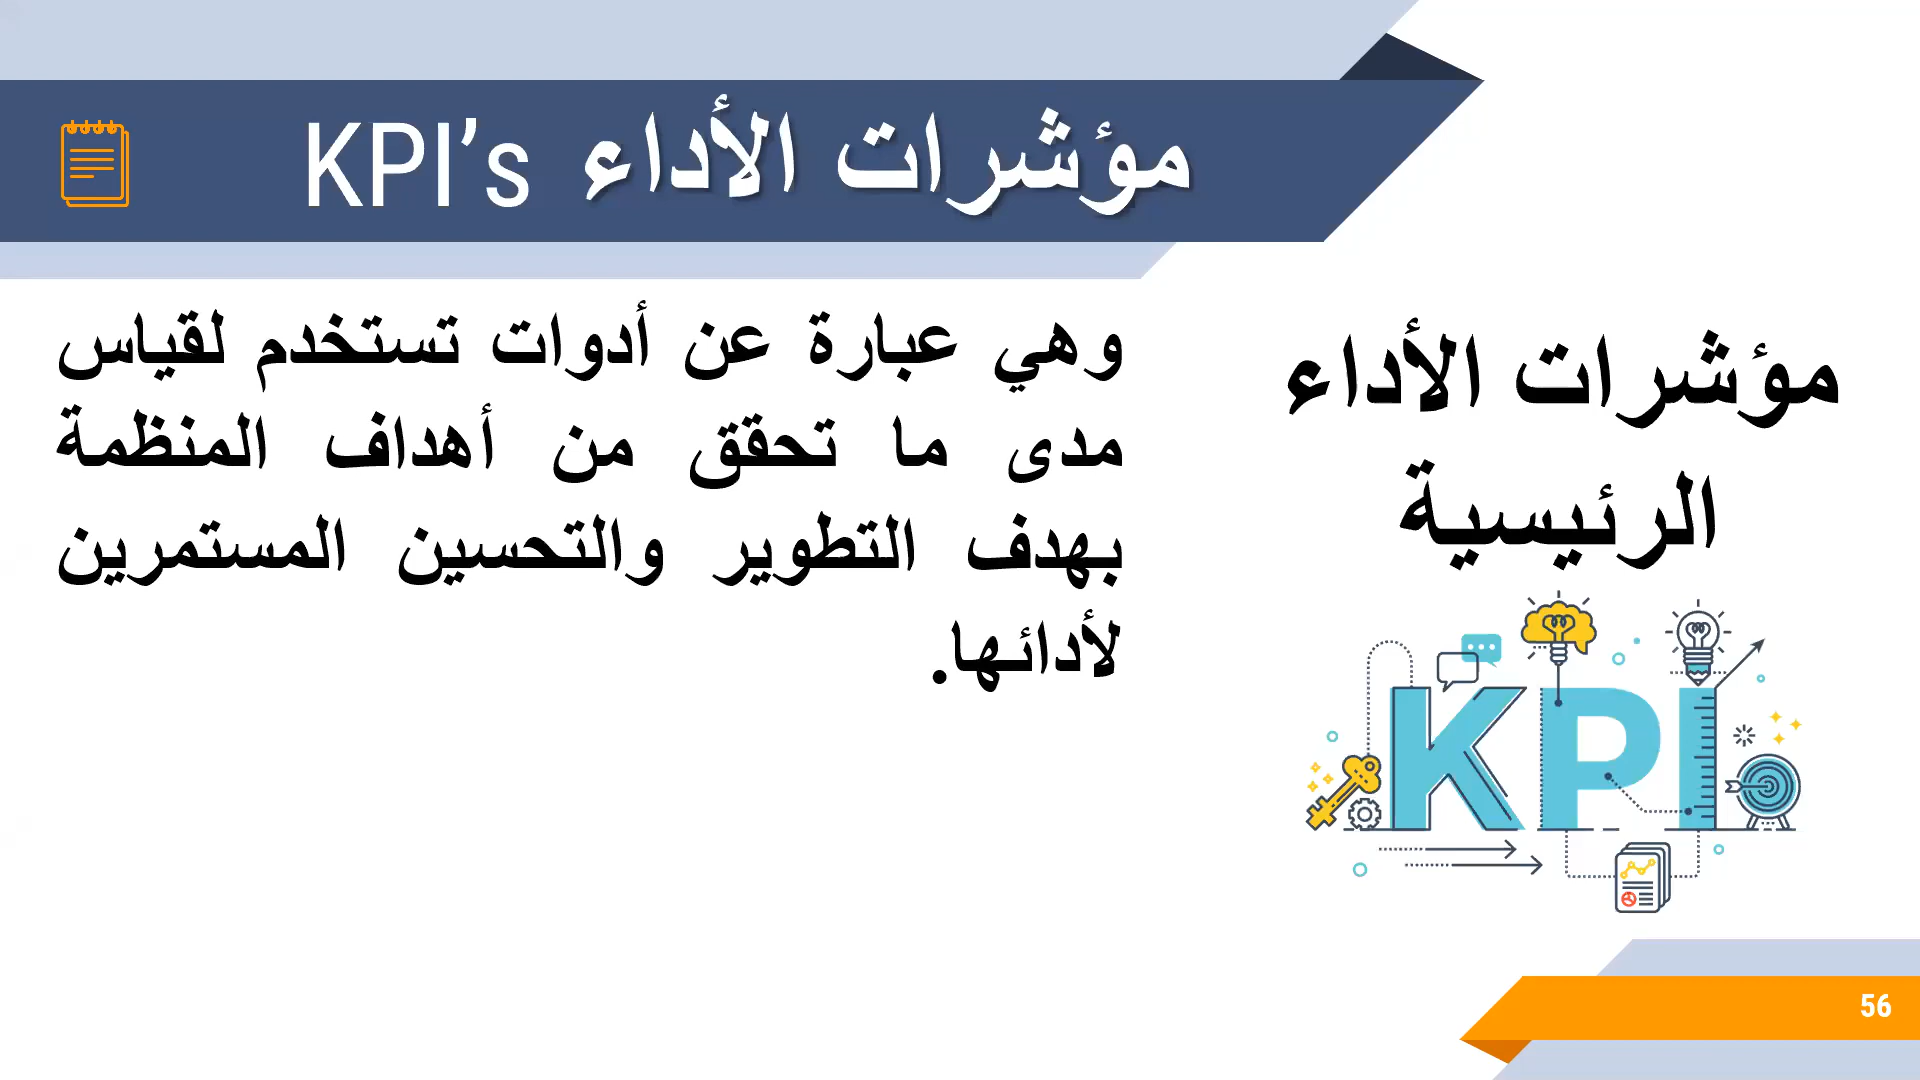 مؤشرات الأداء KPI’s
مؤشرات الأداء
الرئيسية
وهي عبارة عن أدوات تستخدم لقياس
مدى ما تحقق من أهداف المنظمة
بهدف التطوير والتحسين المستمرين
لأدائها.
KPI
56